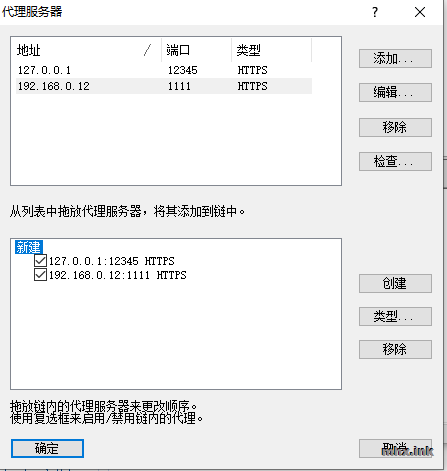 代理服务器
地址 端口 类型
127.0.0.1 12345 HTTPS
192.168.0.12 1111 HTTPS
添加...
编辑...
移除
检查...
从列表中拖放代理服务器，将其添加到链中。
新建
127.0.0.1:12345 HTTPS
192.168.0.12:1111 HTTPS
创建
类型...
移除
拖放链内的代理服务器来更改顺序。
使用复选框来启用/禁用链内的代理。
确定
取消